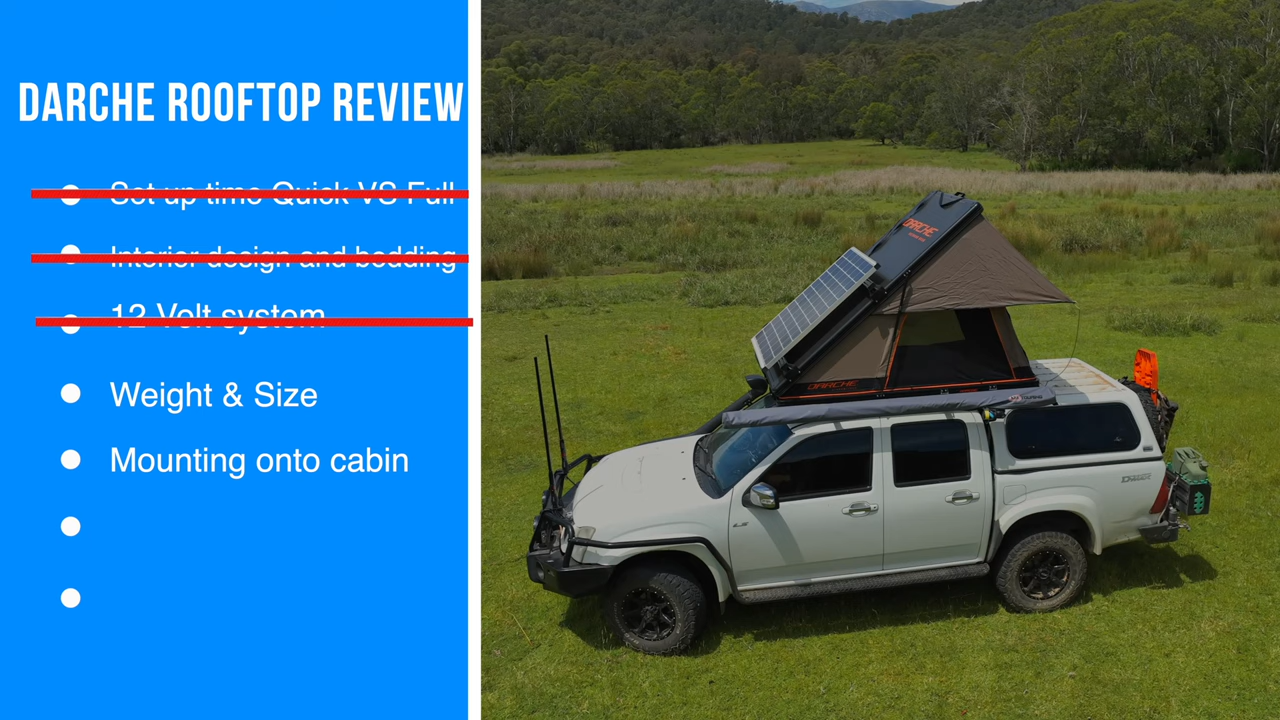 DARCHE ROOFTOP REVIEW
Set up time Quick VS Full
Interior design and bedding
12 Volt system
Weight & Size
Mounting onto cabin
DARCHE
DARCHE